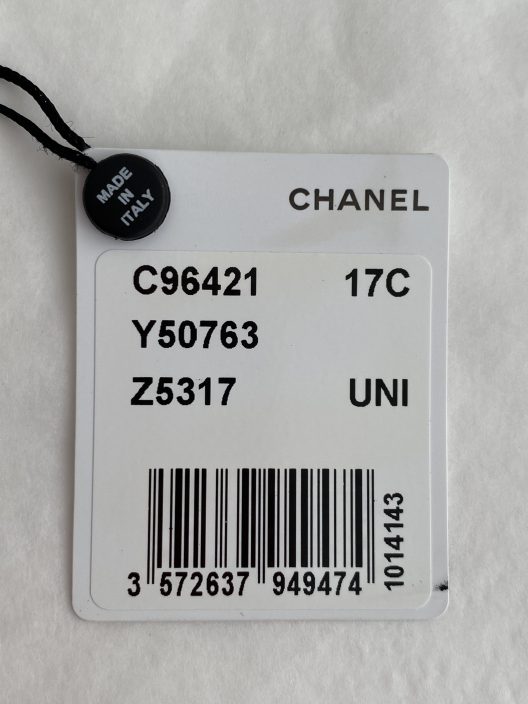 MADE
IN
ITALY
CHANEL
C96421 17C
Y50763
Z5317 UNI
3 572637 949474
1014143